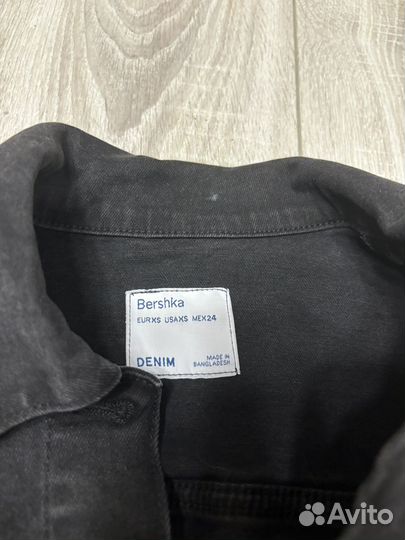 Bershka
EURXS USAXS MEX24
DENIM
MADE IN
BANGLADESH
Avito